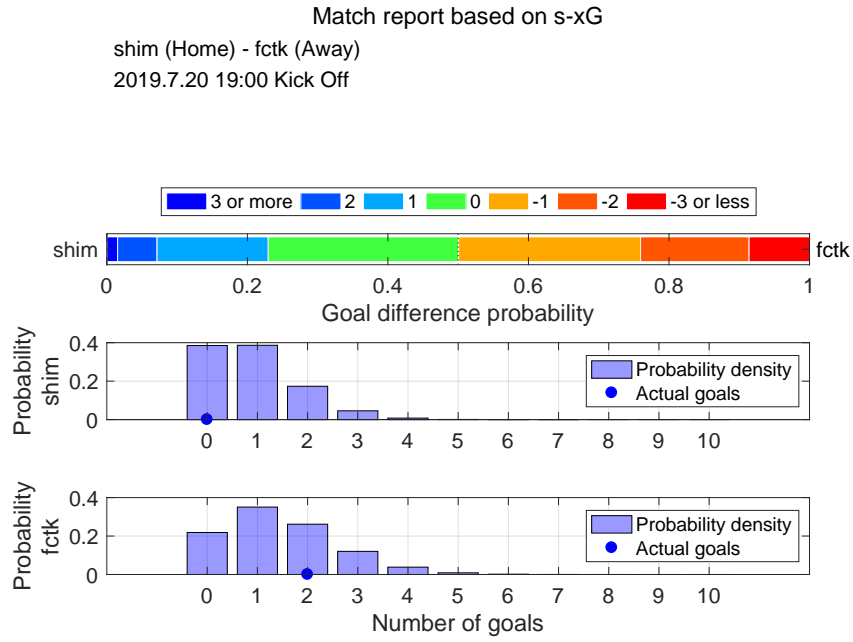 Match report based on s-xG
shim (Home) - fctk (Away)
2019.7.20 19:00 Kick Off
3 or more 2 1 0 -1 -2 -3 or less
shim fctk
0 0.2 0.4 0.6 0.8 1
Goal difference probability
Probability
shim
0.4
0.2
0
Probability density
Actual goals
0 1 2 3 4 5 6 7 8 9 10
Probability
fctk
0.4
0.2
0
Probability density
Actual goals
0 1 2 3 4 5 6 7 8 9 10
Number of goals